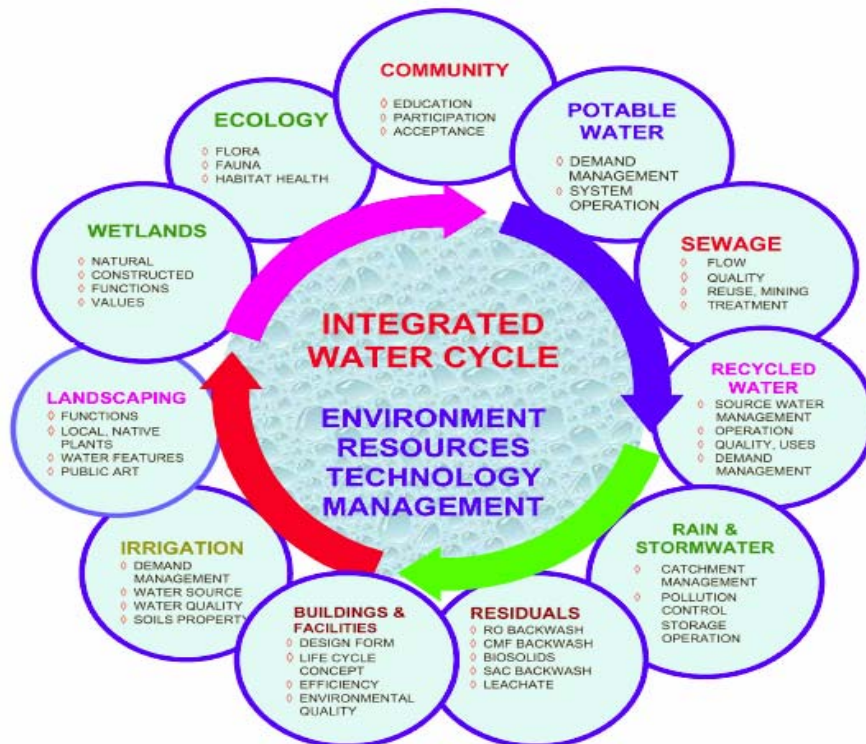 COMMUNITY
◊ EDUCATION
◊ PARTICIPATION
◊ ACCEPTANCE
POTABLE
WATER
◊ DEMAND
MANAGEMENT
◊ SYSTEM
OPERATION
SEWAGE
◊ FLOW
◊ QUALITY
◊ REUSE, MINING
◊ TREATMENT
RECYCLED
WATER
◊ SOURCE WATER
MANAGEMENT
◊ OPERATION
◊ QUALITY, USES
◊ DEMAND
MANAGEMENT
RAIN &
STORMWATER
◊ CATCHMENT
MANAGEMENT
◊ POLLUTION
CONTROL
STORAGE
OPERATION
RESIDUALS
◊ RO BACKWASH
◊ CMF BACKWASH
◊ BIOSOLIDS
◊ SAC BACKWASH
◊ LEACHATE
BUILDINGS &
FACILITIES
◊ DESIGN FORM
◊ LIFE CYCLE
CONCEPT
◊ EFFICIENCY
◊ ENVIRONMENTAL
QUALITY
IRRIGATION
◊ DEMAND
MANAGEMENT
◊ WATER SOURCE
◊ WATER QUALITY
◊ SOILS PROPERTY
LANDSCAPING
◊ FUNCTIONS
◊ LOCAL, NATIVE
PLANTS
◊ WATER FEATURES
◊ PUBLIC ART
WETLANDS
◊ NATURAL
◊ CONSTRUCTED
◊ FUNCTIONS
◊ VALUES
ECOLOGY
◊ FLORA
◊ FAUNA
◊ HABITAT HEALTH
INTEGRATED
WATER CYCLE
ENVIRONMENT
RESOURCES
TECHNOLOGY
MANAGEMENT